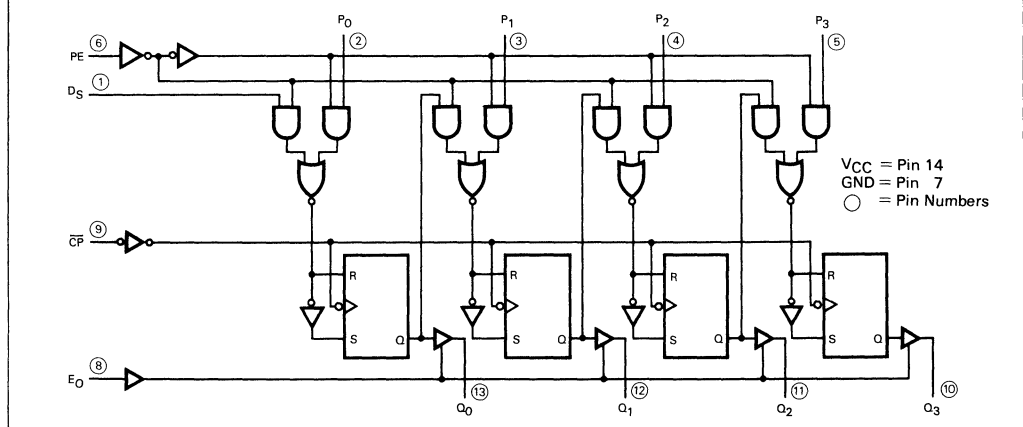 P0 P1 P2 P3
PE 6 2 3 4 5
DS 1
VCC = Pin 14
GND = Pin 7
○ = Pin Numbers
C̅P̅ 9
R R R R
S Q S Q S Q S Q
EO 8
13 12 11 10
Q0 Q1 Q2 Q3